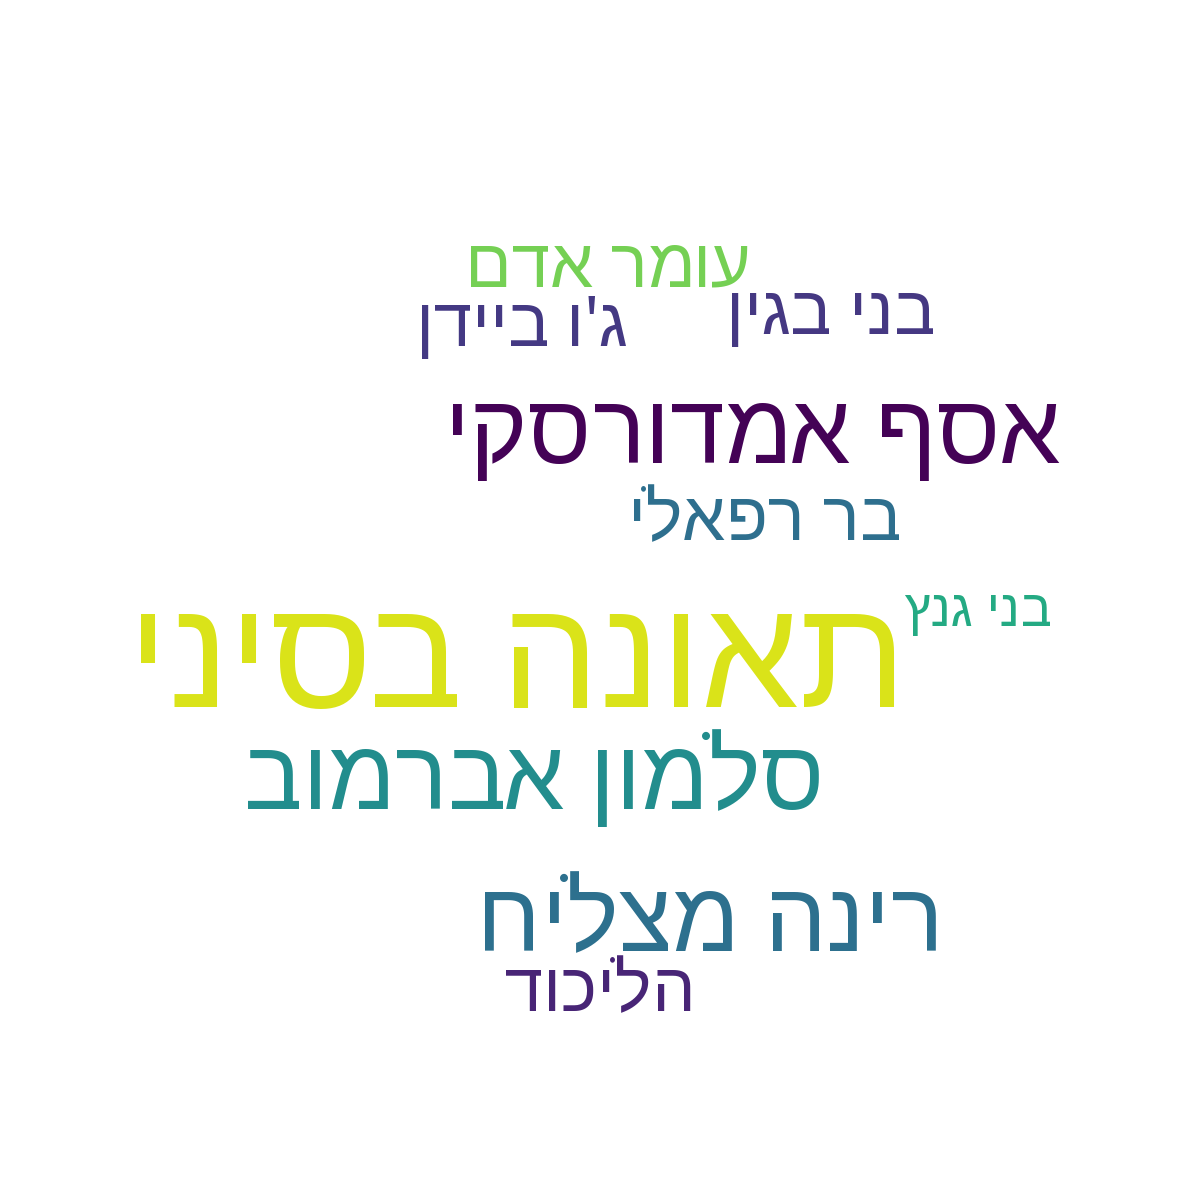 עומר אדם
בני בגין
ג'ו ביידן
אסף אמדורסקי
בר רפאלי
בני גנץ
תאונה בסיני
סלמון אברמוב
רינה מצליח
הליכוד